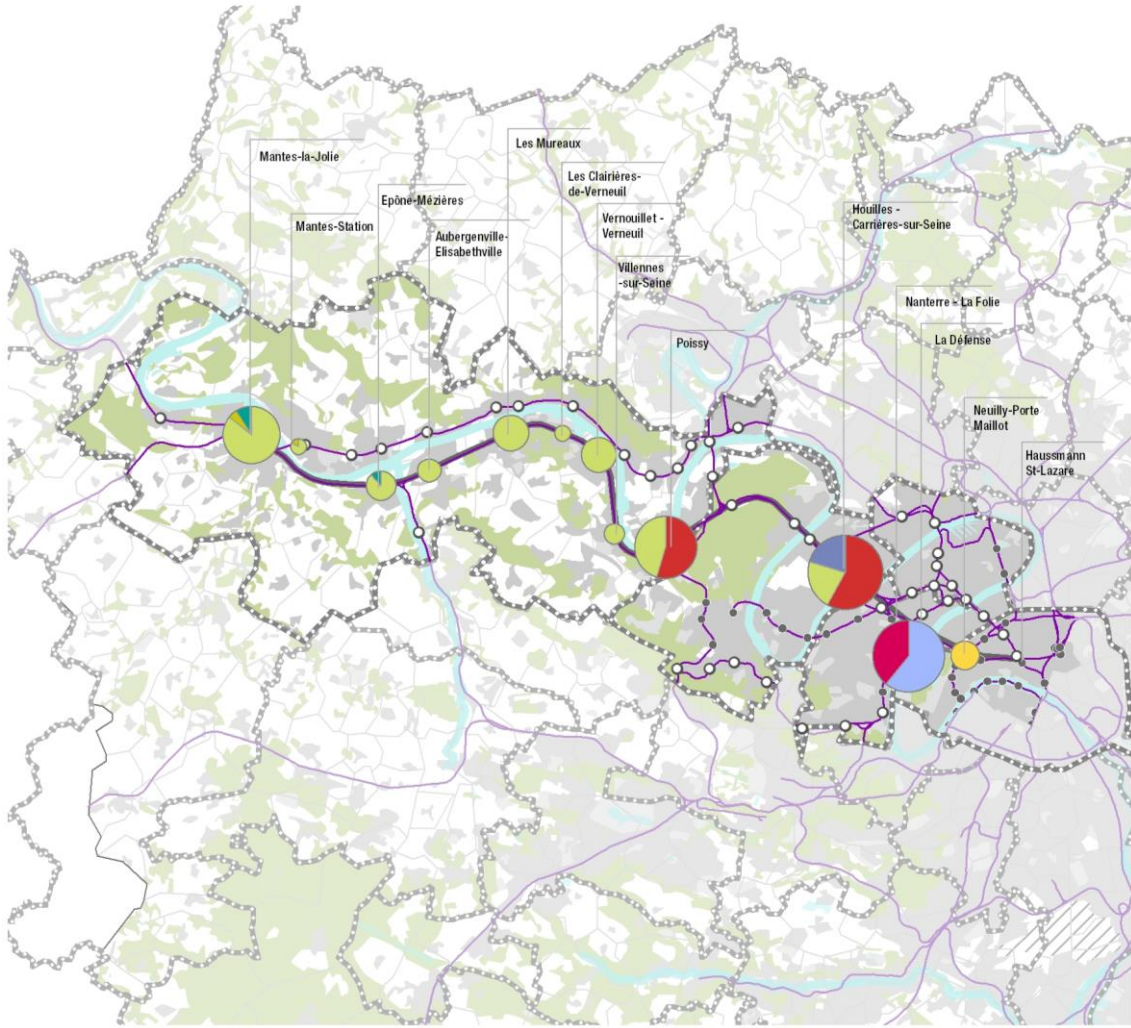 Mantes-la-Jolie
Mantes-Station
Epône-Mézières
Aubergenville-
Elisabethville
Les Mureaux
Les Clairières-
de-Verneuil
Vernouillet -
Verneuil
Villennes
-sur-Seine
Poissy
Houilles -
Carrières-sur-Seine
Nanterre - La Folie
La Défense
Neuilly-Porte
Maillot
Haussmann
St-Lazare